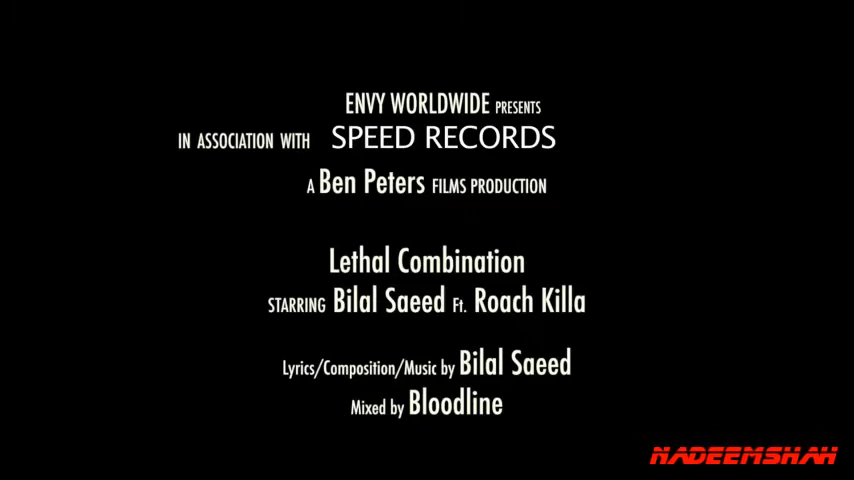 ENVY WORLDWIDE PRESENTS
IN ASSOCIATION WITH SPEED RECORDS
A Ben Peters FILMS PRODUCTION
Lethal Combination
STARRING Bilal Saeed Ft. Roach Killa
Lyrics/Composition/Music by Bilal Saeed
Mixed by Bloodline
NADEEMSHAH